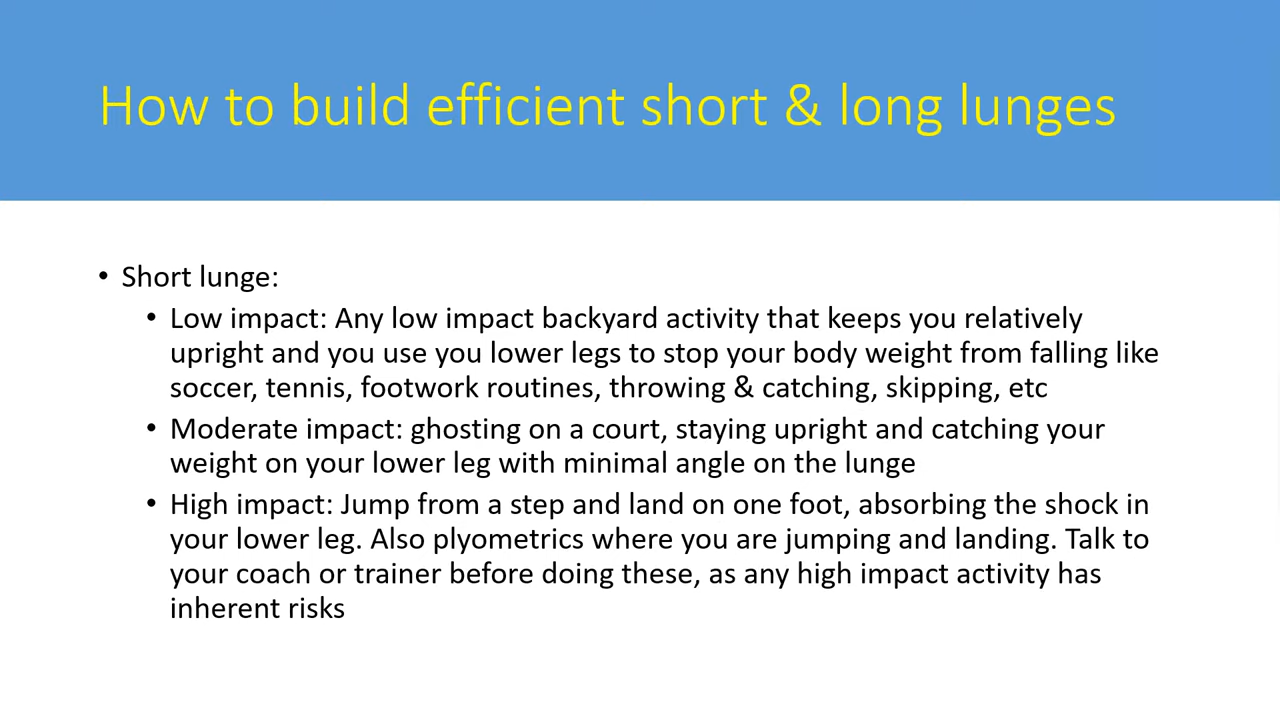 How to build efficient short & long lunges
• Short lunge:
• Low impact: Any low impact backyard activity that keeps you relatively
upright and you use you lower legs to stop your body weight from falling like
soccer, tennis, footwork routines, throwing & catching, skipping, etc
• Moderate impact: ghosting on a court, staying upright and catching your
weight on your lower leg with minimal angle on the lunge
• High impact: Jump from a step and land on one foot, absorbing the shock in
your lower leg. Also plyometrics where you are jumping and landing. Talk to
your coach or trainer before doing these, as any high impact activity has
inherent risks